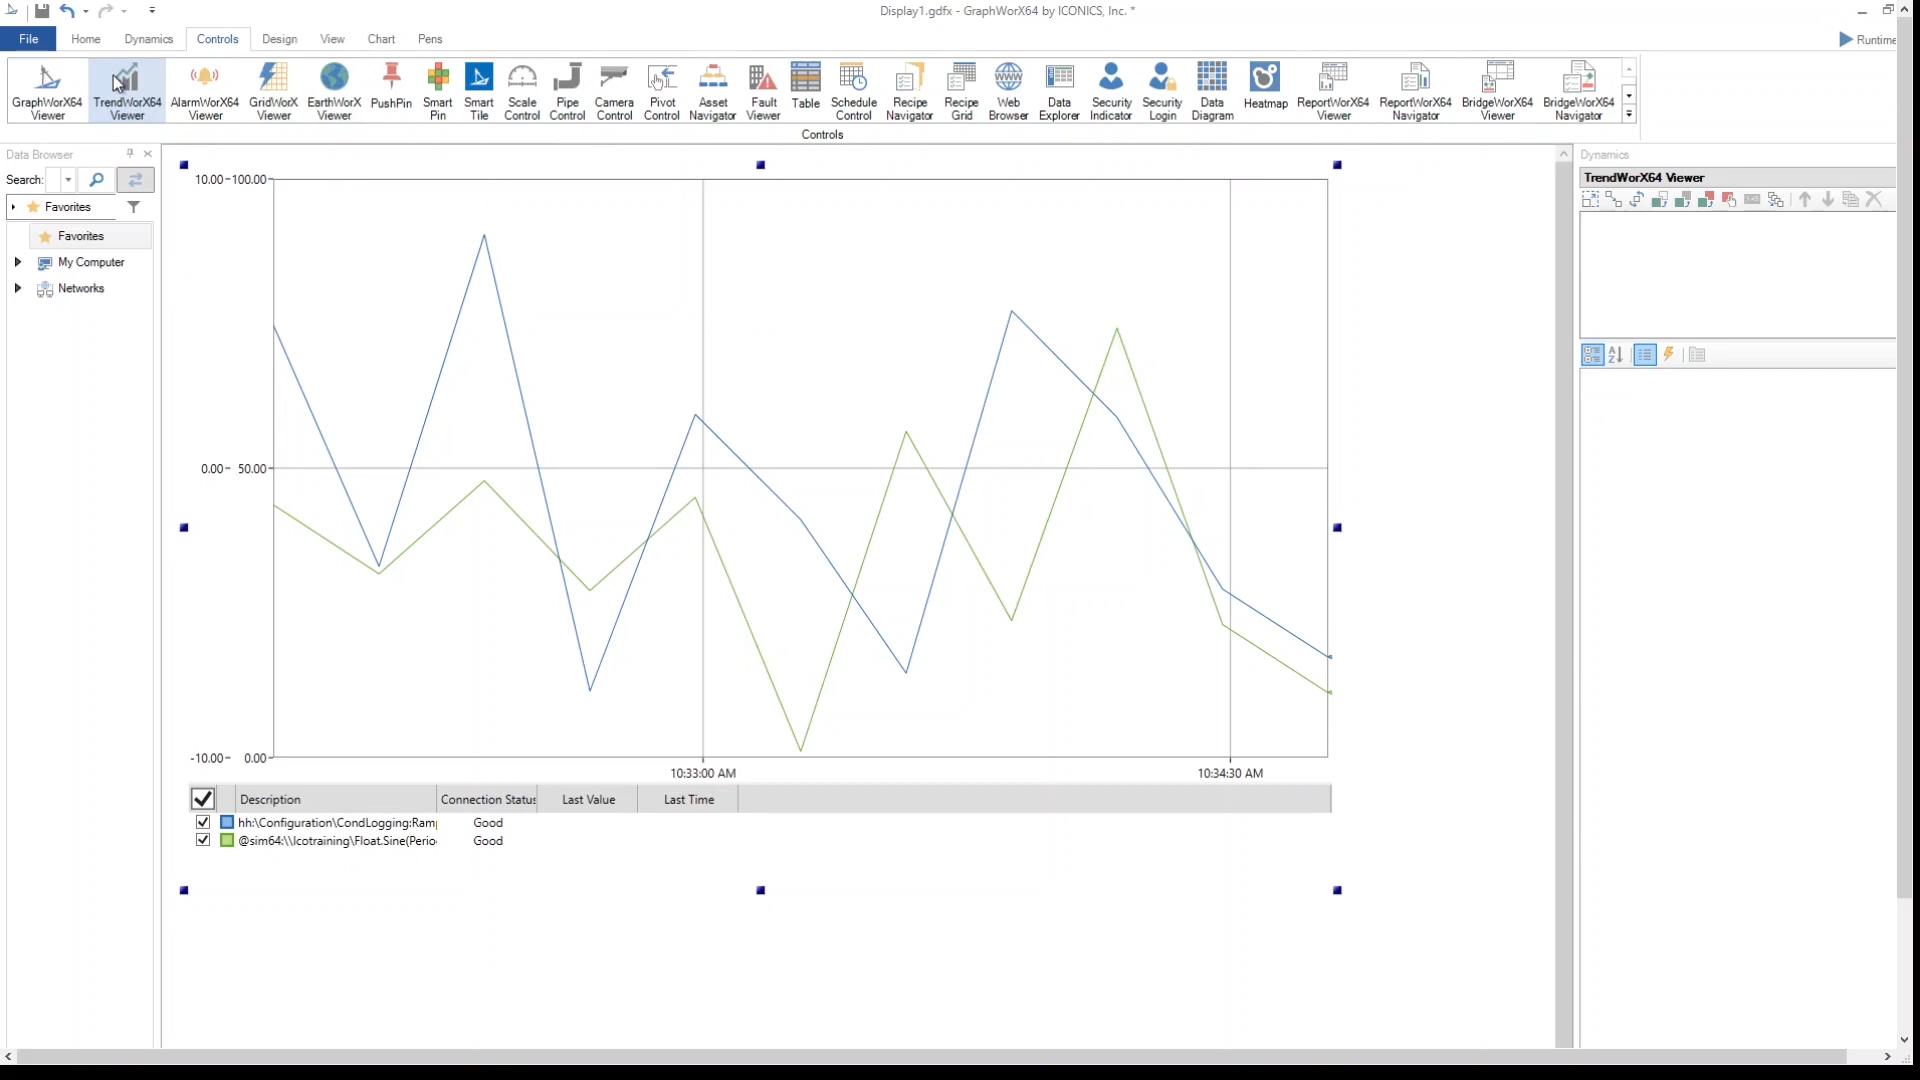 Display1.gdfx - GraphWorX64 by ICONICS, Inc. *
File Home Dynamics Controls Design View Chart Pens Runtime
GraphWorX64 Viewer
TrendWorX64 Viewer
AlarmWorX64 Viewer
GridWorX Viewer
EarthWorX Viewer
PushPin
Smart Pin
Smart Tile
Scale Control
Pipe Control
Camera Control
Pivot Control
Asset Navigator
Fault Viewer
Table
Schedule Control
Recipe Navigator
Recipe Grid
Web Browser
Data Explorer
Security Indicator
Security Login
Data Diagram
Heatmap
ReportWorX64 Viewer
ReportWorX64 Navigator
BridgeWorX64 Viewer
BridgeWorX64 Navigator
Controls
Data Browser
Search:
Favorites
Favorites
My Computer
Networks
10.00 100.00
0.00 50.00
-10.00 0.00
10:33:00 AM 10:34:30 AM
Description Connection Status Last Value Last Time
hh:\Configuration\CondLogging:Ram Good
@sim64:\\Icotraining\Float.Sine(Perio Good
Dynamics
TrendWorX64 Viewer